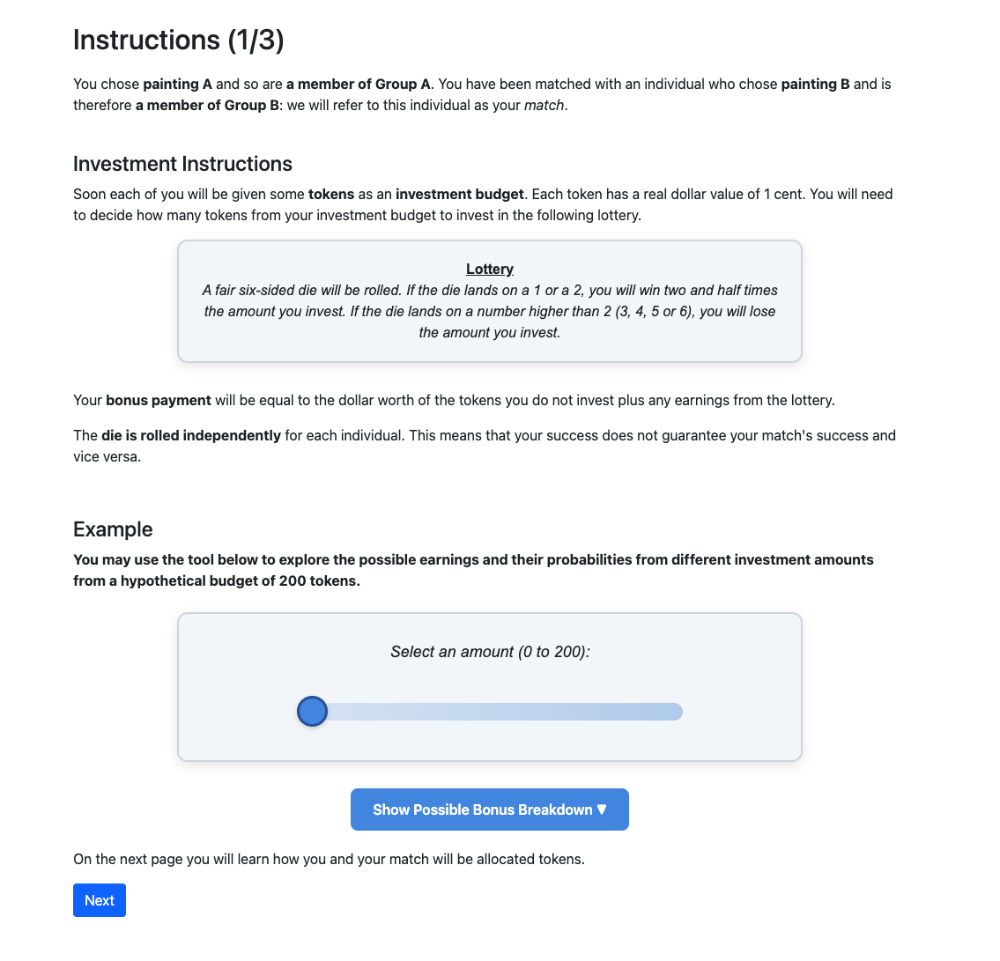 Instructions (1/3)
You chose painting A and so are a member of Group A. You have been matched with an individual who chose painting B and is
therefore a member of Group B: we will refer to this individual as your match.
Investment Instructions
Soon each of you will be given some tokens as an investment budget. Each token has a real dollar value of 1 cent. You will need
to decide how many tokens from your investment budget to invest in the following lottery.
Lottery
A fair six-sided die will be rolled. If the die lands on a 1 or a 2, you will win two and half times
the amount you invest. If the die lands on a number higher than 2 (3, 4, 5 or 6), you will lose
the amount you invest.
Your bonus payment will be equal to the dollar worth of the tokens you do not invest plus any earnings from the lottery.
The die is rolled independently for each individual. This means that your success does not guarantee your match's success and
vice versa.
Example
You may use the tool below to explore the possible earnings and their probabilities from different investment amounts
from a hypothetical budget of 200 tokens.
Select an amount (0 to 200):
Show Possible Bonus Breakdown ▼
On the next page you will learn how you and your match will be allocated tokens.
Next